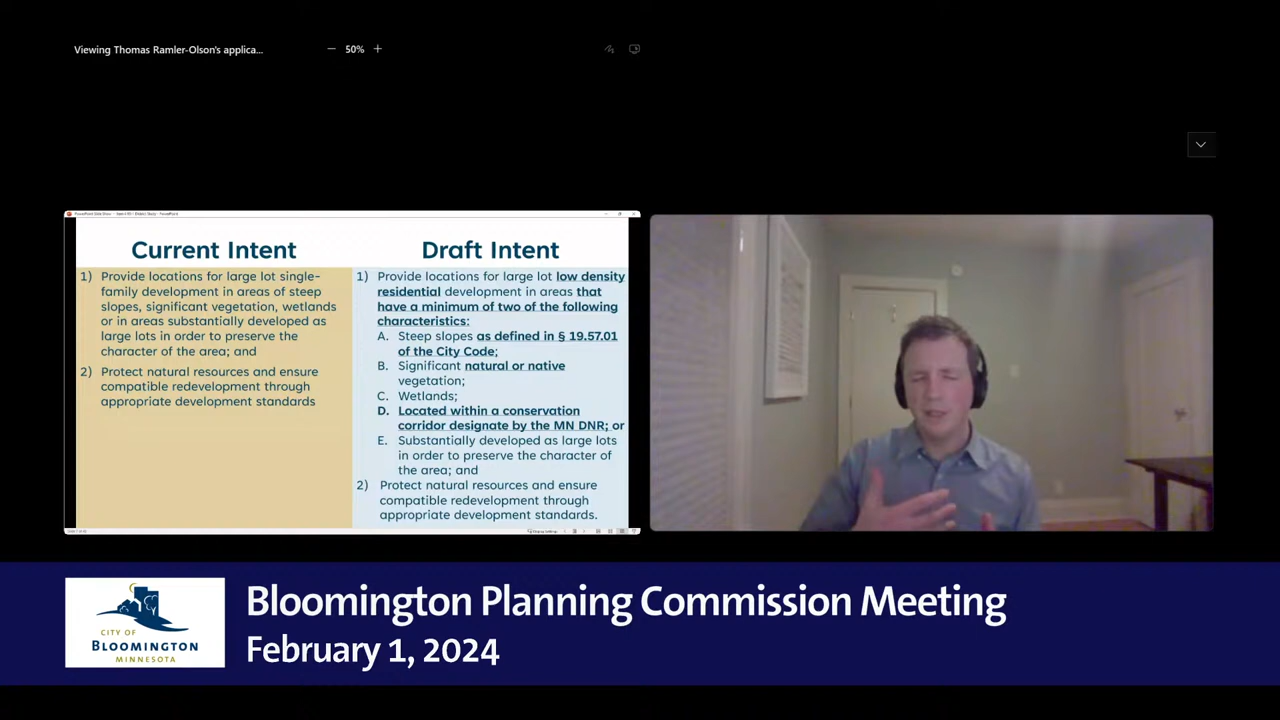 Viewing Thomas Ramler-Olson's applica...
50%
Current Intent
1) Provide locations for large lot single-
family development in areas of steep
slopes, significant vegetation, wetlands
or in areas substantially developed as
large lots in order to preserve the
character of the area; and
2) Protect natural resources and ensure
compatible redevelopment through
appropriate development standards
Draft Intent
1) Provide locations for large lot low density
residential development in areas that
have a minimum of two of the following
characteristics:
A. Steep slopes as defined in § 19.57.01
of the City Code;
B. Significant natural or native
vegetation;
C. Wetlands;
D. Located within a conservation
corridor designate by the MN DNR; or
E. Substantially developed as large lots
in order to preserve the character of
the area; and
2) Protect natural resources and ensure
compatible redevelopment through
appropriate development standards.
CITY OF
BLOOMINGTON
MINNESOTA
Bloomington Planning Commission Meeting
February 1, 2024